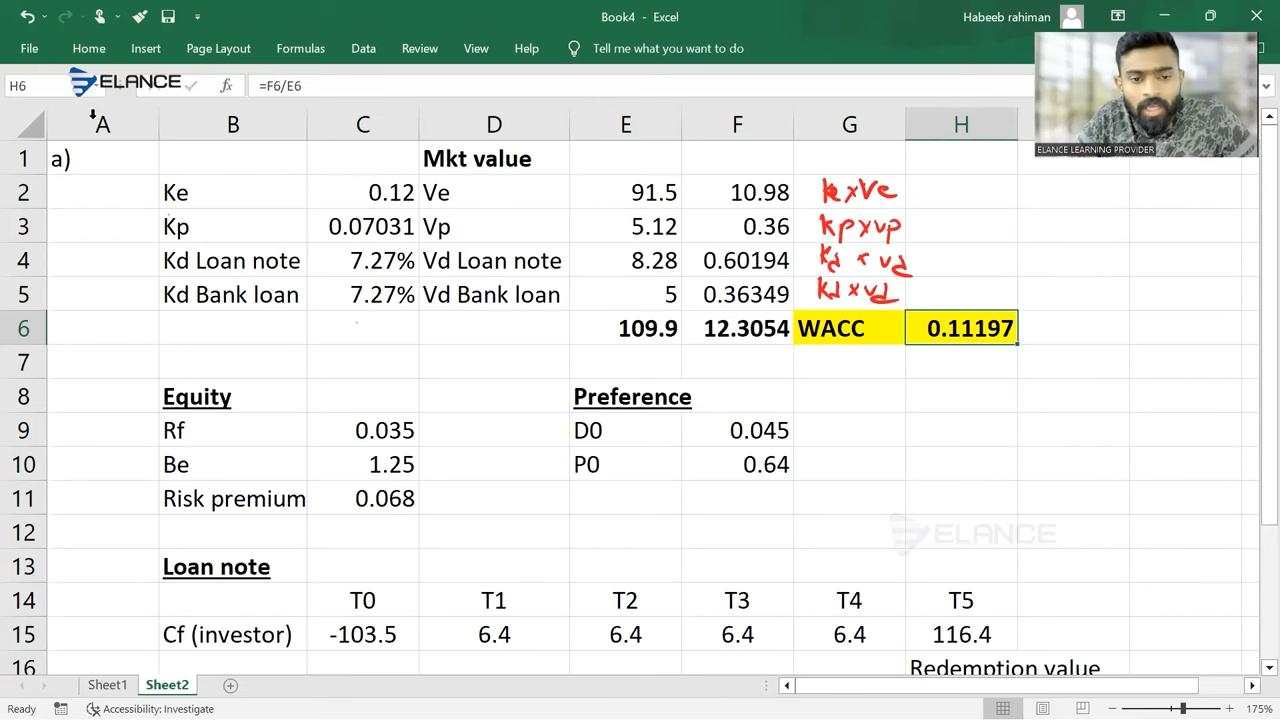 Book4 - Excel
Habeeb rahiman
File Home Insert Page Layout Formulas Data Review View Help Tell me what you want to do
H6 fx =F6/E6
ELANCE
ELANCE LEARNING PROVIDER
A B C D E F G H
1 a) Mkt value
2 Ke 0.12 Ve 91.5 10.98 ke x Ve
3 Kp 0.07031 Vp 5.12 0.36 kp x vp
4 Kd Loan note 7.27% Vd Loan note 8.28 0.60194 Kd x vd
5 Kd Bank loan 7.27% Vd Bank loan 5 0.36349 kd x vd
6 109.9 12.3054 WACC 0.11197
7
8 Equity Preference
9 Rf 0.035 D0 0.045
10 Be 1.25 P0 0.64
11 Risk premium 0.068
12
ELANCE
13 Loan note
14 T0 T1 T2 T3 T4 T5
15 Cf (investor) -103.5 6.4 6.4 6.4 6.4 116.4
16 Redemption value
Sheet1 Sheet2
Ready Accessibility: Investigate 175%